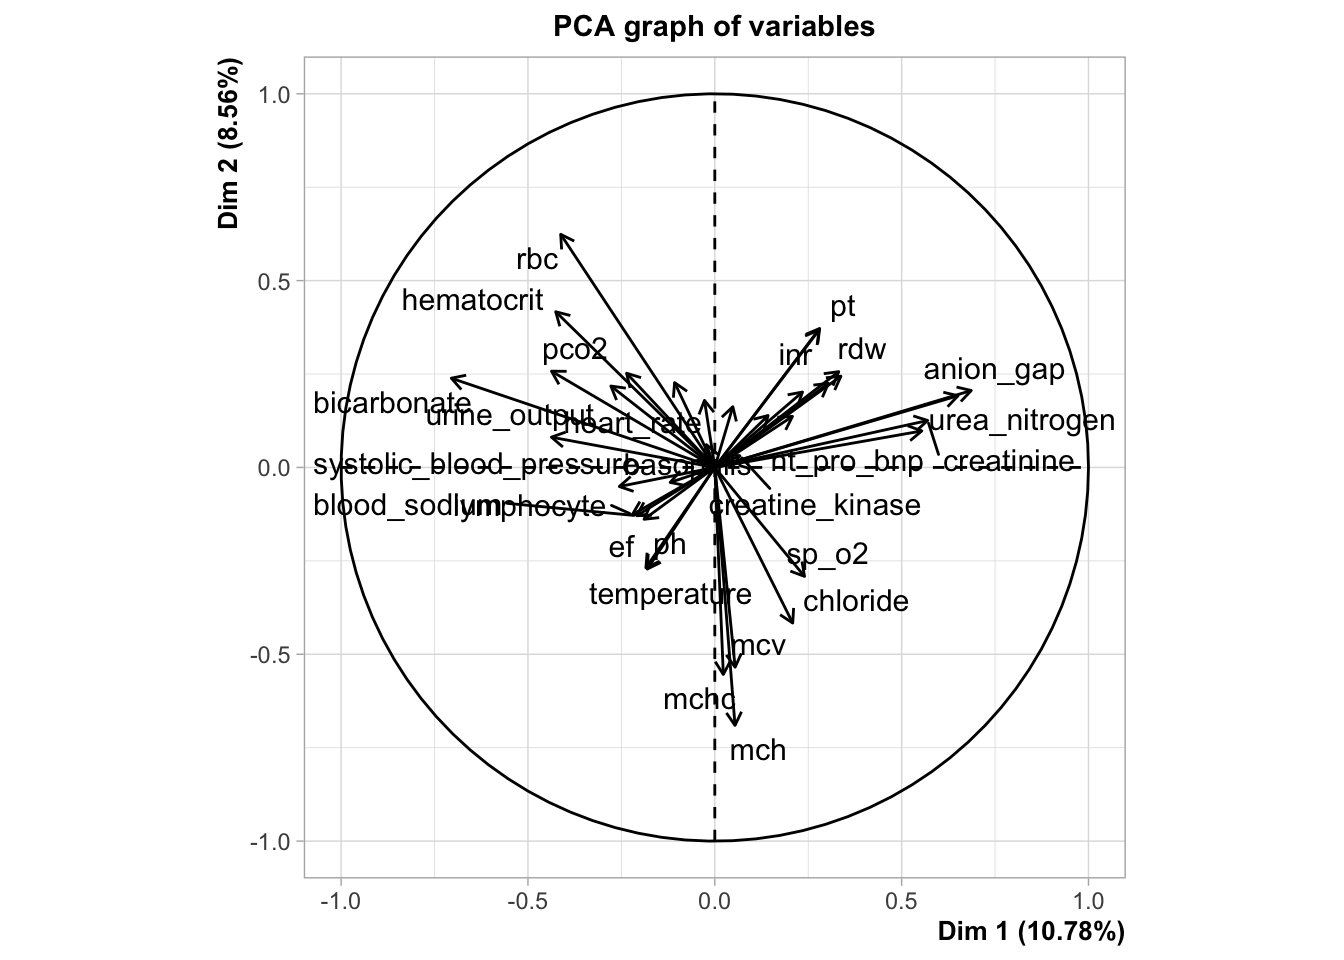 PCA graph of variables
Dim 2 (8.56%)
1.0
0.5
0.0
-0.5
-1.0
rbc
hematocrit
pco2
bicarbonate
urine_output
heart_rate
systolic_blood_pressure
basophils
blood_sodium
lymphocyte
ef
ph
temperature
pt
inr
rdw
anion_gap
urea_nitrogen
nt_pro_bnp
creatinine
creatine_kinase
sp_o2
chloride
mcv
mchc
mch
-1.0
-0.5
0.0
0.5
1.0
Dim 1 (10.78%)